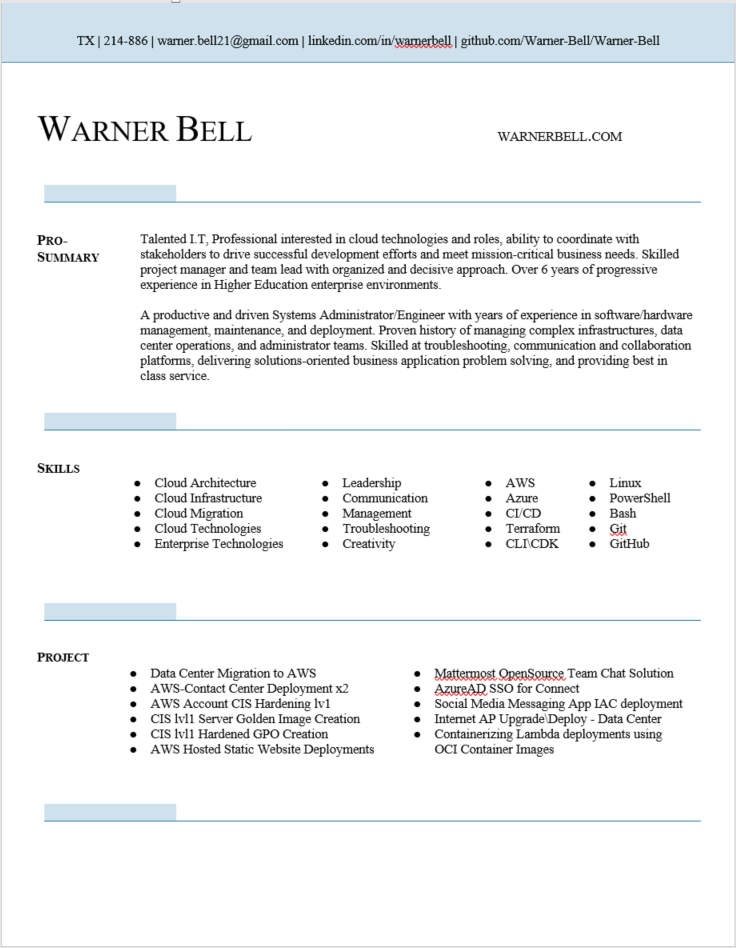 TX | 214-886 | warner.bell21@gmail.com | linkedin.com/in/warnerbell | github.com/Warner-Bell/Warner-Bell
WARNER BELL
WARNERBELL.COM
PRO-
SUMMARY
Talented I.T, Professional interested in cloud technologies and roles, ability to coordinate with
stakeholders to drive successful development efforts and meet mission-critical business needs. Skilled
project manager and team lead with organized and decisive approach. Over 6 years of progressive
experience in Higher Education enterprise environments.
A productive and driven Systems Administrator/Engineer with years of experience in software/hardware
management, maintenance, and deployment. Proven history of managing complex infrastructures, data
center operations, and administrator teams. Skilled at troubleshooting, communication and collaboration
platforms, delivering solutions-oriented business application problem solving, and providing best in
class service.
SKILLS
● Cloud Architecture
● Cloud Infrastructure
● Cloud Migration
● Cloud Technologies
● Enterprise Technologies
● Leadership
● Communication
● Management
● Troubleshooting
● Creativity
● AWS
● Azure
● CI/CD
● Terraform
● CLI\CDK
● Linux
● PowerShell
● Bash
● Git
● GitHub
PROJECT
● Data Center Migration to AWS
● AWS-Contact Center Deployment x2
● AWS Account CIS Hardening lv1
● CIS lvl1 Server Golden Image Creation
● CIS lvl1 Hardened GPO Creation
● AWS Hosted Static Website Deployments
● Mattermost OpenSource Team Chat Solution
● AzureAD SSO for Connect
● Social Media Messaging App IAC deployment
● Internet AP Upgrade\Deploy - Data Center
● Containerizing Lambda deployments using
OCI Container Images